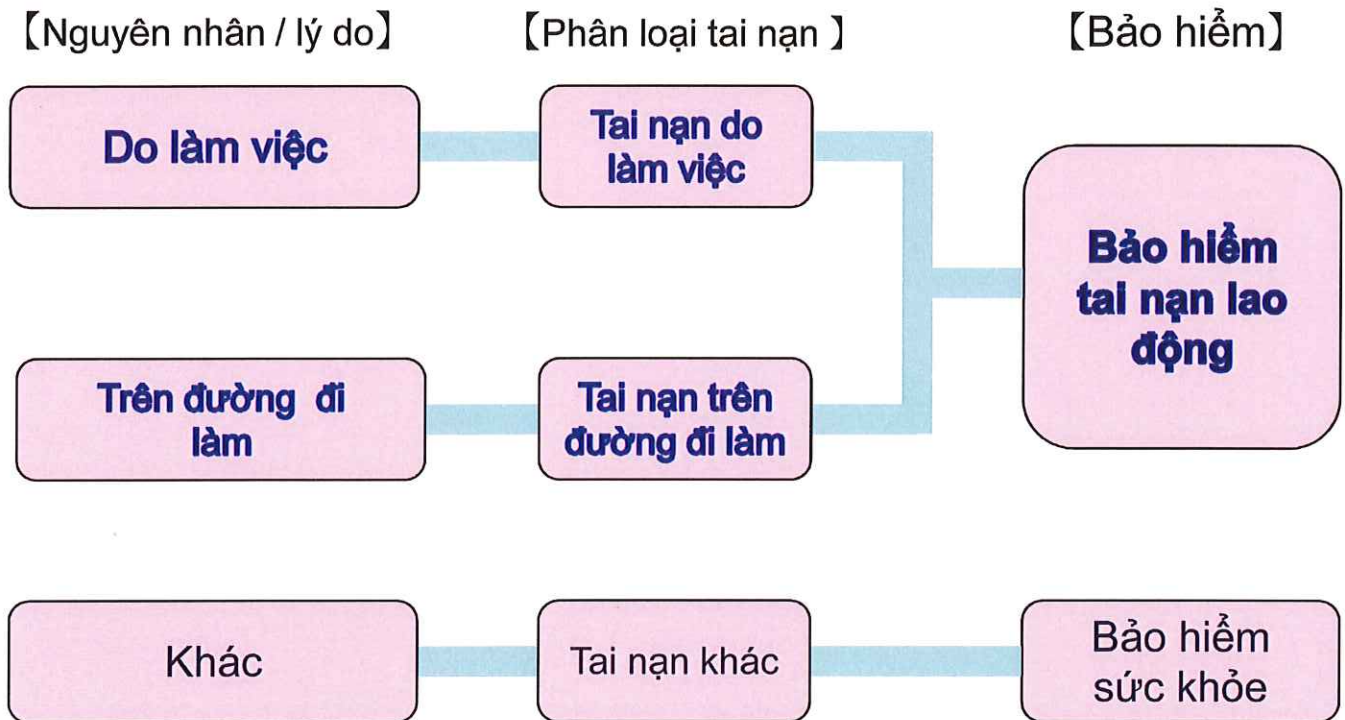 【Nguyên nhân / lý do】 【Phân loại tai nạn 】 【Bảo hiểm】
Do làm việc
Tai nạn do
làm việc
Bảo hiểm
tai nạn lao
động
Trên đường đi
làm
Tai nạn trên
đường đi làm
Khác
Tai nạn khác
Bảo hiểm
sức khỏe